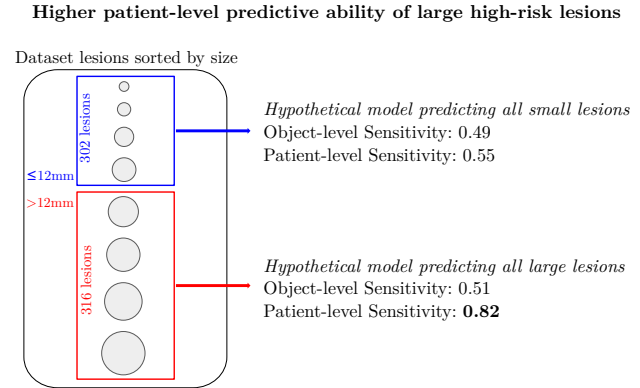 Higher patient-level predictive ability of large high-risk lesions
Dataset lesions sorted by size
302 lesions
≤12mm
>12mm
316 lesions
Hypothetical model predicting all small lesions
Object-level Sensitivity: 0.49
Patient-level Sensitivity: 0.55
Hypothetical model predicting all large lesions
Object-level Sensitivity: 0.51
Patient-level Sensitivity: 0.82